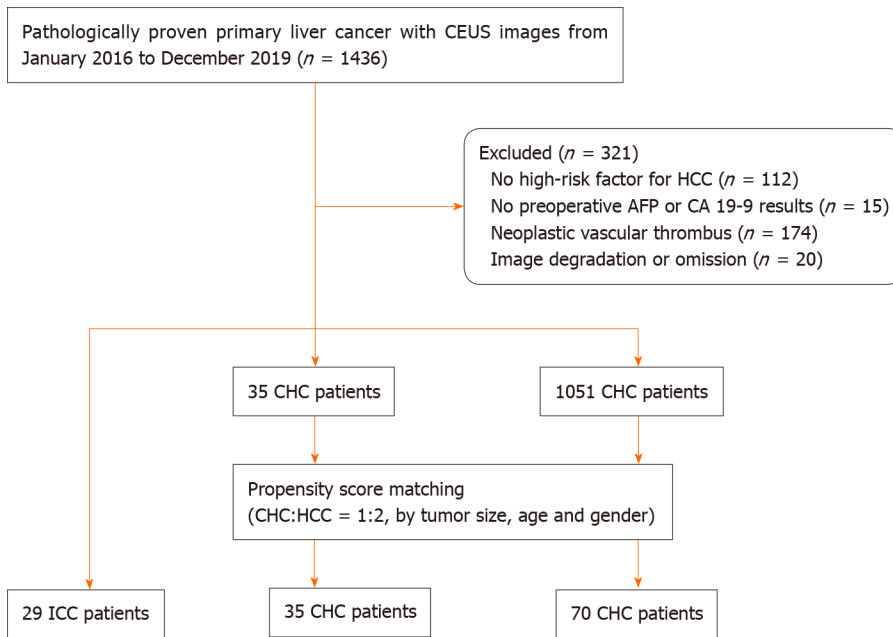 Pathologically proven primary liver cancer with CEUS images from
January 2016 to December 2019 (n = 1436)
Excluded (n = 321)
No high-risk factor for HCC (n = 112)
No preoperative AFP or CA 19-9 results (n = 15)
Neoplastic vascular thrombus (n = 174)
Image degradation or omission (n = 20)
35 CHC patients
1051 CHC patients
Propensity score matching
(CHC:HCC = 1:2, by tumor size, age and gender)
29 ICC patients
35 CHC patients
70 CHC patients